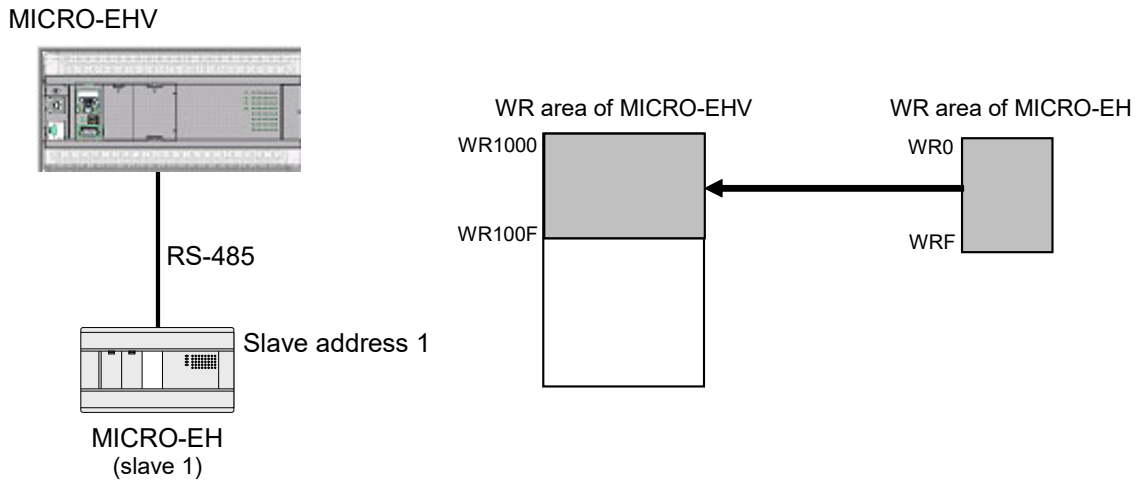 MICRO-EHV
WR area of MICRO-EHV
WR area of MICRO-EH
WR1000
WR0
WR100F
WRF
RS-485
Slave address 1
MICRO-EH
(slave 1)